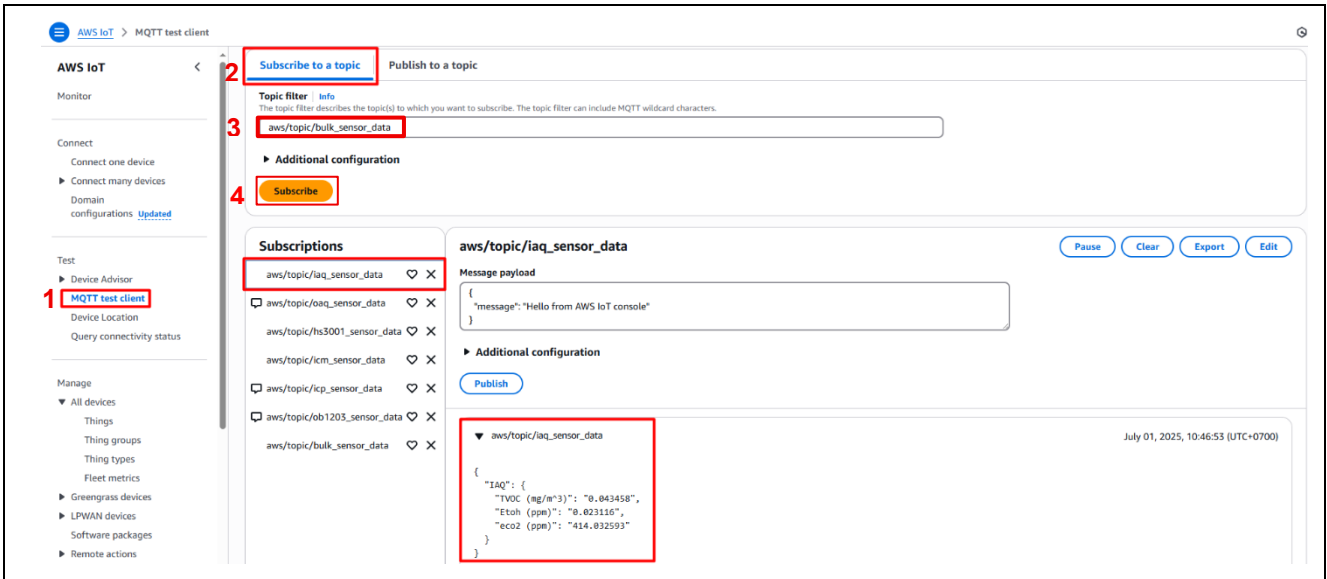 AWS IoT > MQTT test client
AWS IoT
Monitor
Connect
Connect one device
Connect many devices
Domain
configurations Updated
Test
Device Advisor
1 MQTT test client
Device Location
Query connectivity status
Manage
All devices
Things
Thing groups
Thing types
Fleet metrics
Greengrass devices
LPWAN devices
Software packages
Remote actions
2 Subscribe to a topic Publish to a topic
Topic filter Info
The topic filter describes the topic(s) to which you want to subscribe. The topic filter can include MQTT wildcard characters.
3 aws/topic/bulk_sensor_data
Additional configuration
4 Subscribe
Subscriptions
aws/topic/iaq_sensor_data
aws/topic/oaq_sensor_data
aws/topic/hs3001_sensor_data
aws/topic/icm_sensor_data
aws/topic/icp_sensor_data
aws/topic/ob1203_sensor_data
aws/topic/bulk_sensor_data
aws/topic/iaq_sensor_data Pause Clear Export Edit
Message payload
{
"message": "Hello from AWS IoT console"
}
Additional configuration
Publish
aws/topic/iaq_sensor_data July 01, 2025, 10:46:53 (UTC+0700)
{
"IAQ": {
"TVOC (mg/m^3)": "0.043458",
"Etoh (ppm)": "0.023116",
"eco2 (ppm)": "414.032593"
}
}